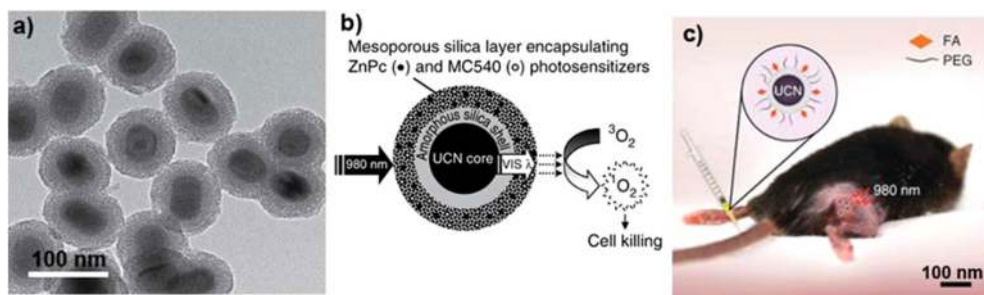 a)
100 nm
b)
Mesoporous silica layer encapsulating
ZnPc (•) and MC540 (o) photosensitizers
Amorphous silica shell
UCN core
980 nm
VIS λ
³O₂
¹O₂
Cell killing
c)
FA
PEG
UCN
980 nm
100 nm